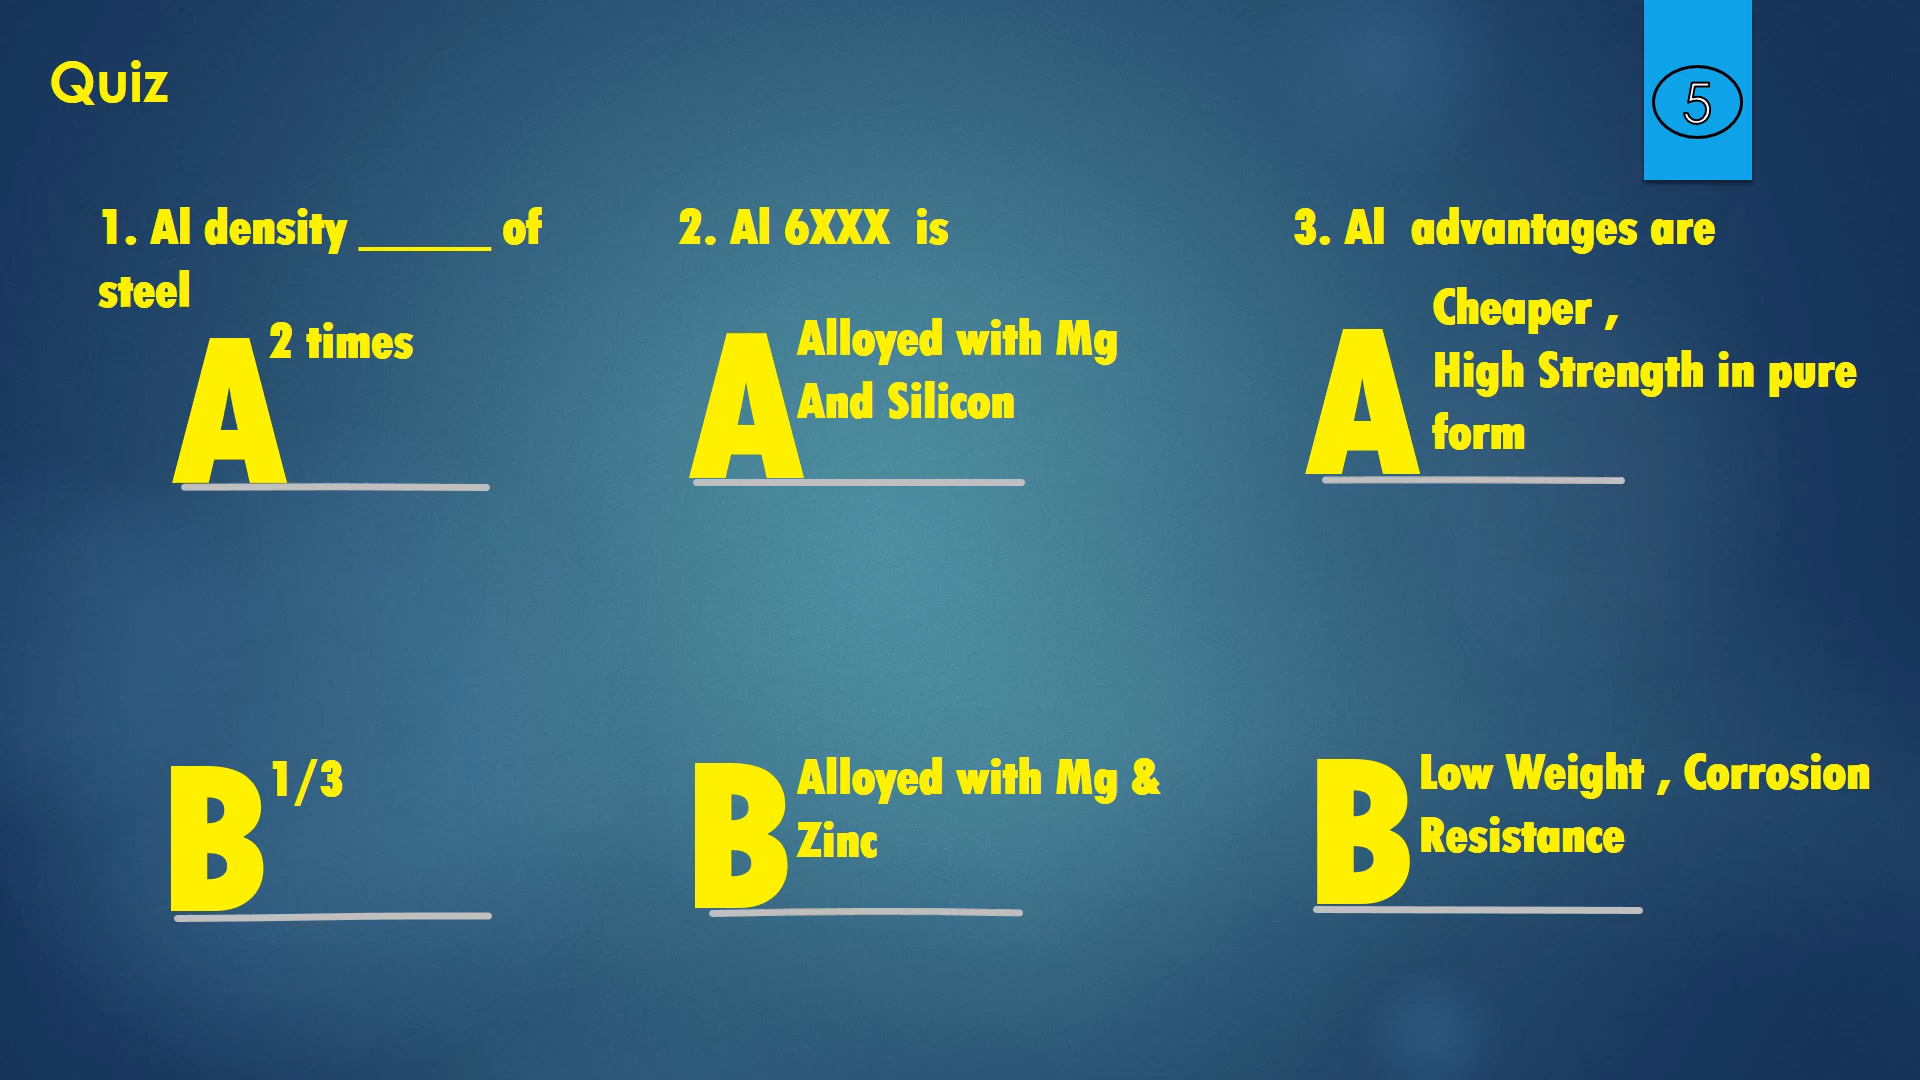 Quiz
5
1. Al density _____ of
steel
A
2 times
B
1/3
2. Al 6XXX is
A
Alloyed with Mg
And Silicon
B
Alloyed with Mg &
Zinc
3. Al advantages are
A
Cheaper ,
High Strength in pure
form
B
Low Weight , Corrosion
Resistance